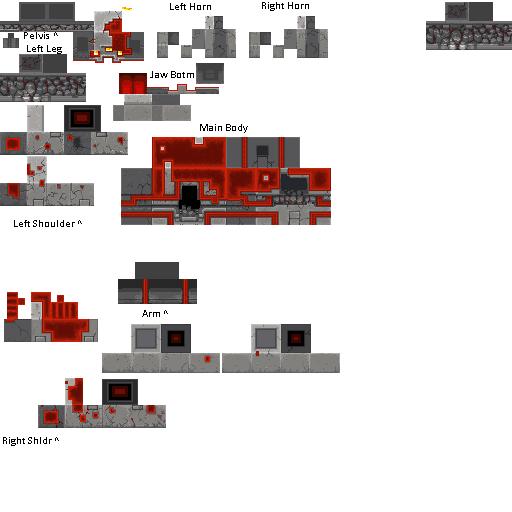 Left Horn
Right Horn
Pelvis ^
Left Leg
Jaw Botm
Main Body
Left Shoulder ^
Arm ^
Right Shldr ^